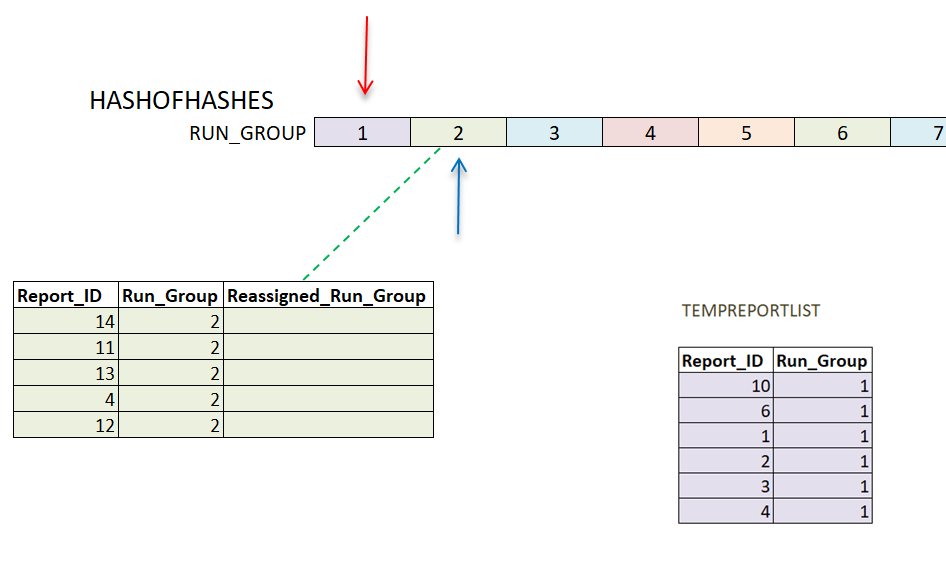 HASHOFHASHES
RUN_GROUP 1 2 3 4 5 6 7
Report_ID Run_Group Reassigned_Run_Group
14 2
11 2
13 2
4 2
12 2
TEMPREPORTLIST
Report_ID Run_Group
10 1
6 1
1 1
2 1
3 1
4 1